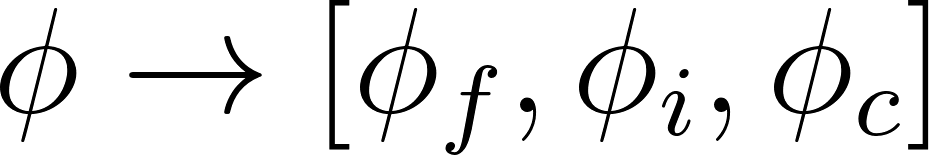 ϕ → [ϕ_f, ϕ_i, ϕ_c]